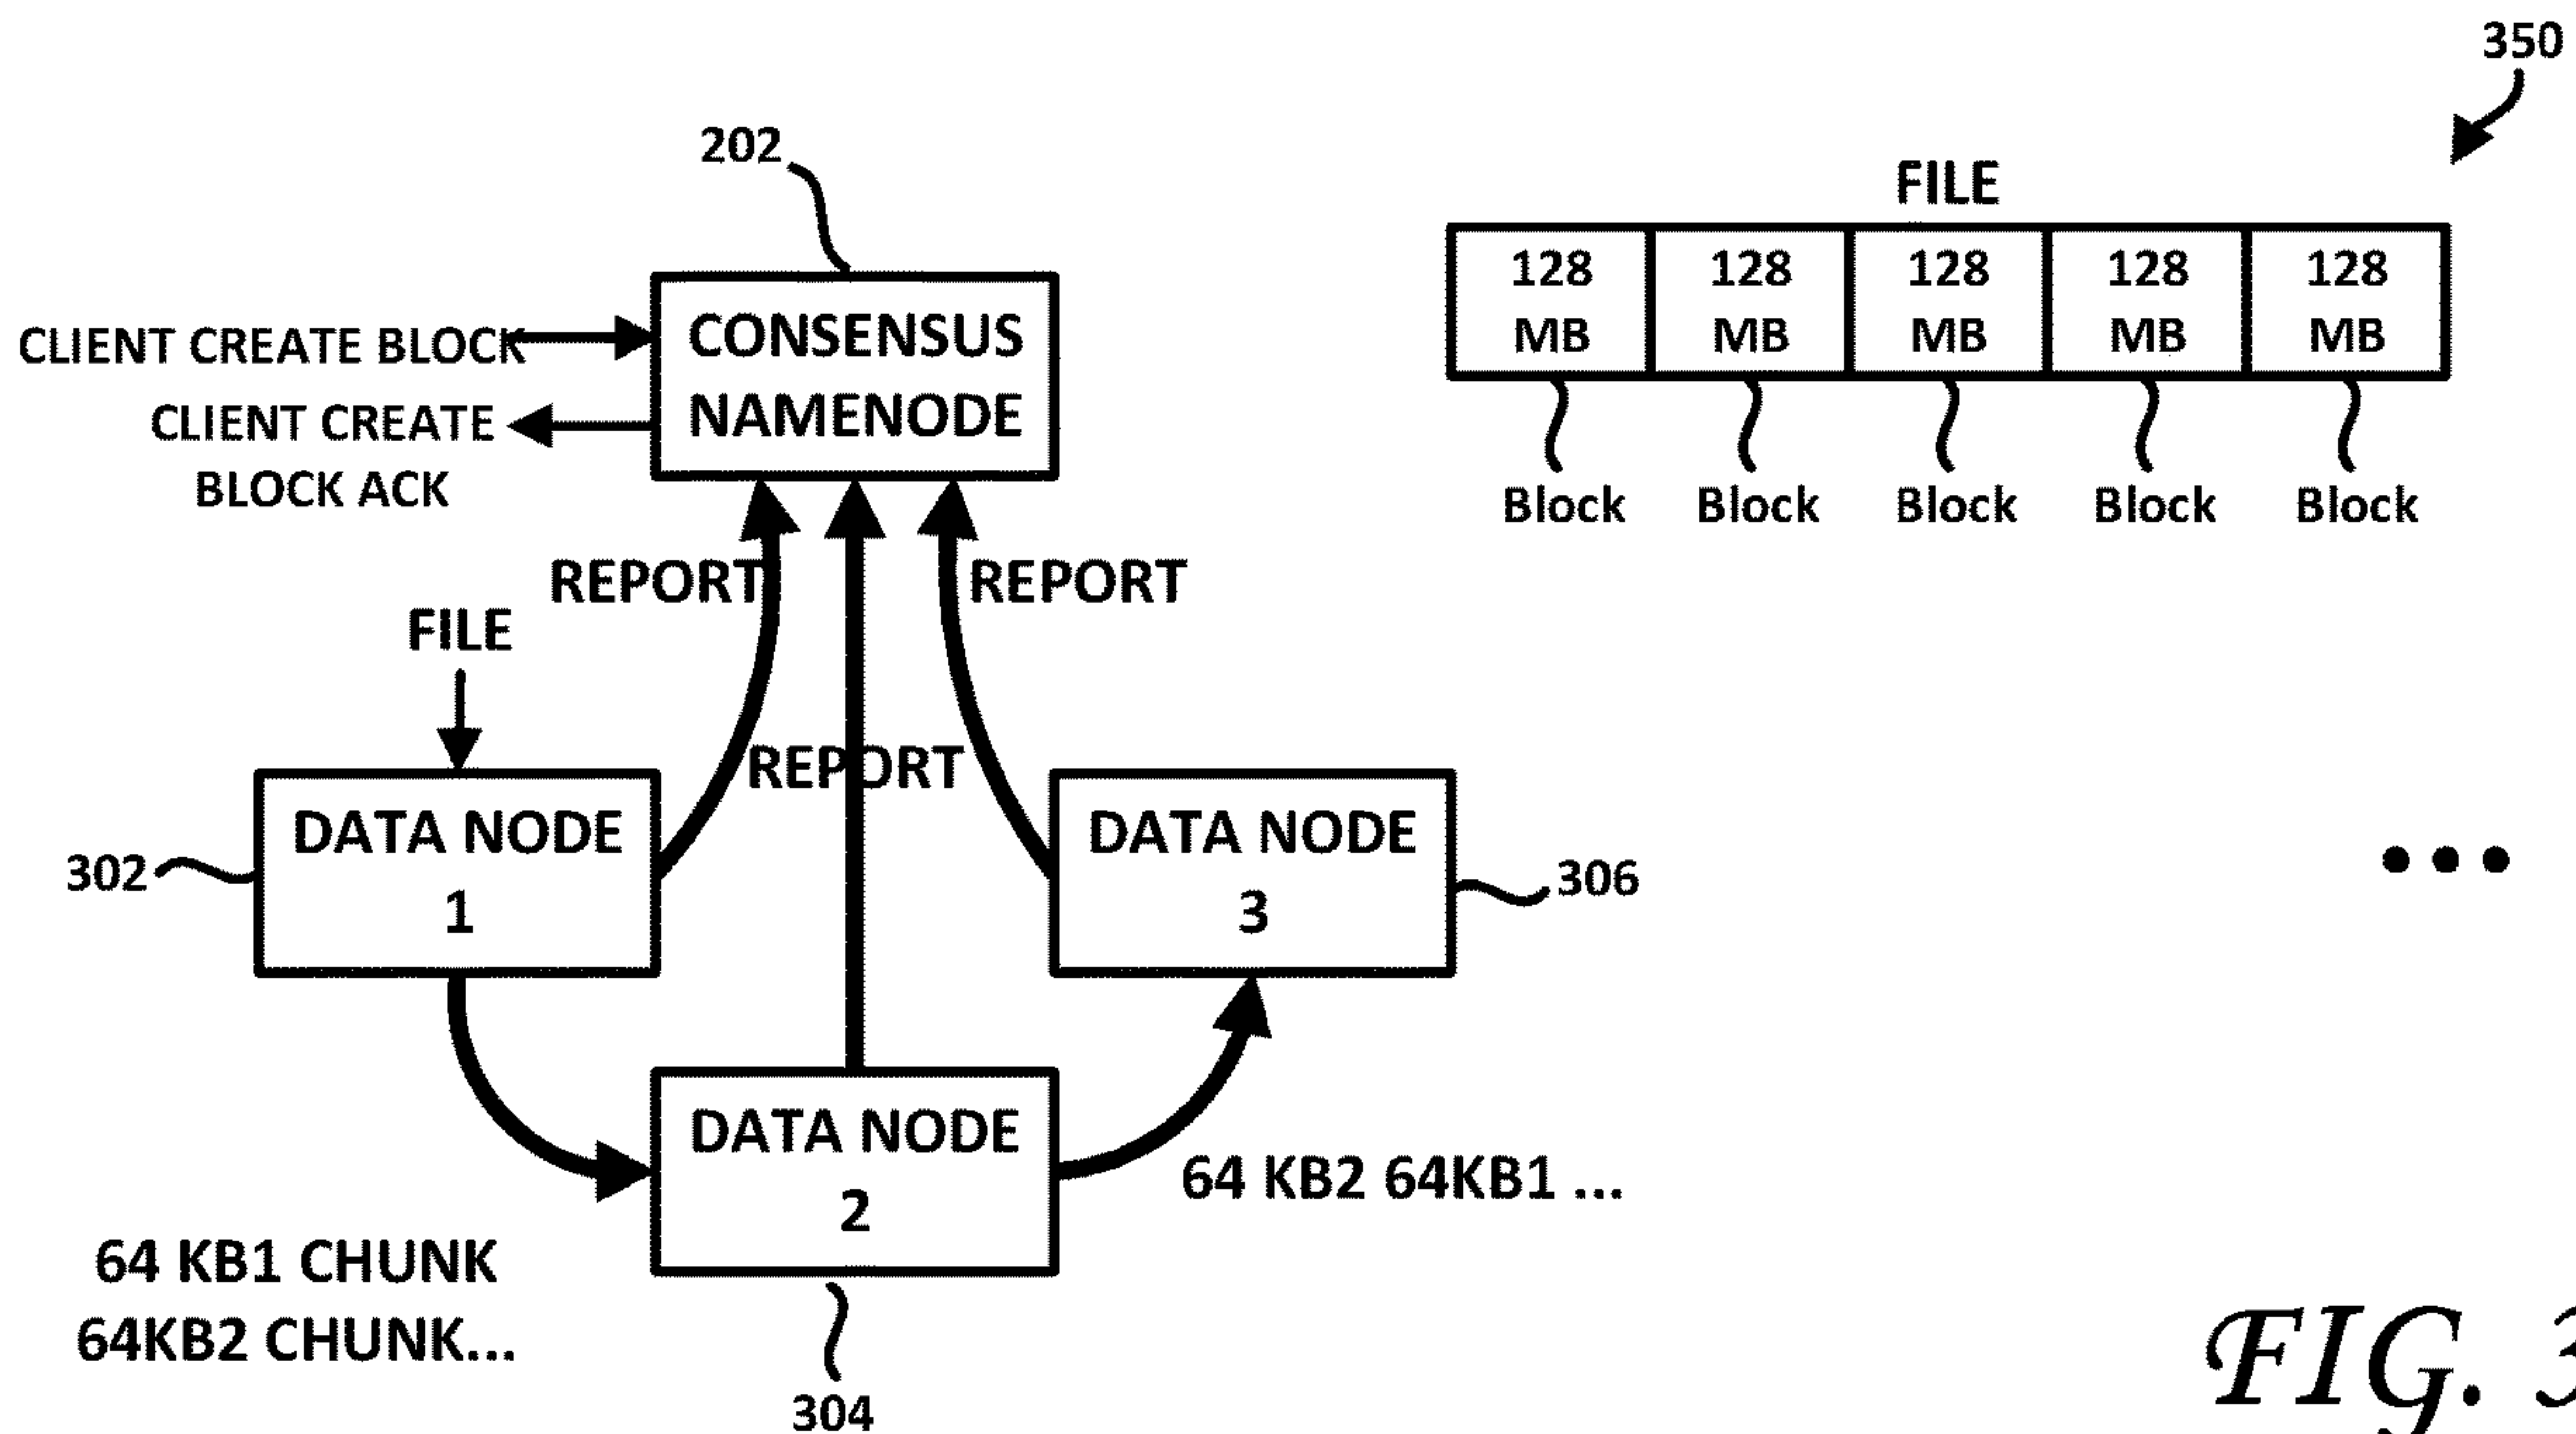 350
202
FILE
128 MB
128 MB
128 MB
128 MB
128 MB
Block
Block
Block
Block
Block
CLIENT CREATE BLOCK
CLIENT CREATE
BLOCK ACK
CONSENSUS
NAMENODE
REPORT
REPORT
FILE
REPORT
DATA NODE
1
302
DATA NODE
3
306
...
DATA NODE
2
64 KB2 64KB1 ...
64 KB1 CHUNK
64KB2 CHUNK...
304
FIG. 3